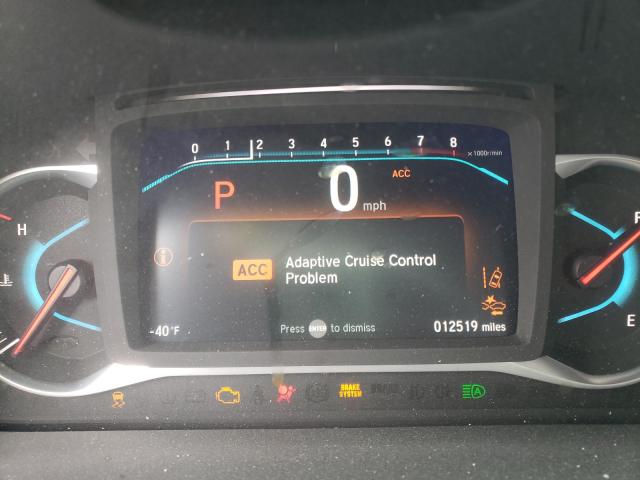 0 1 2 3 4 5 6 7 8
×1000r/min
ACC
P 0 mph
H
F
ACC Adaptive Cruise Control
Problem
-40°F
Press ENTER to dismiss
012519 miles
E
BRAKE
SYSTEM
BRAKE
A